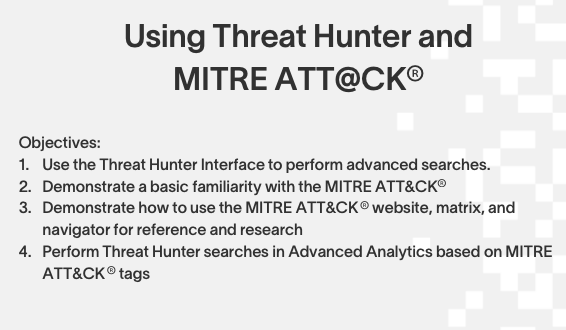 Using Threat Hunter and
MITRE ATT@CK®
Objectives:
1. Use the Threat Hunter Interface to perform advanced searches.
2. Demonstrate a basic familiarity with the MITRE ATT&CK®
3. Demonstrate how to use the MITRE ATT&CK® website, matrix, and
navigator for reference and research
4. Perform Threat Hunter searches in Advanced Analytics based on MITRE
ATT&CK® tags